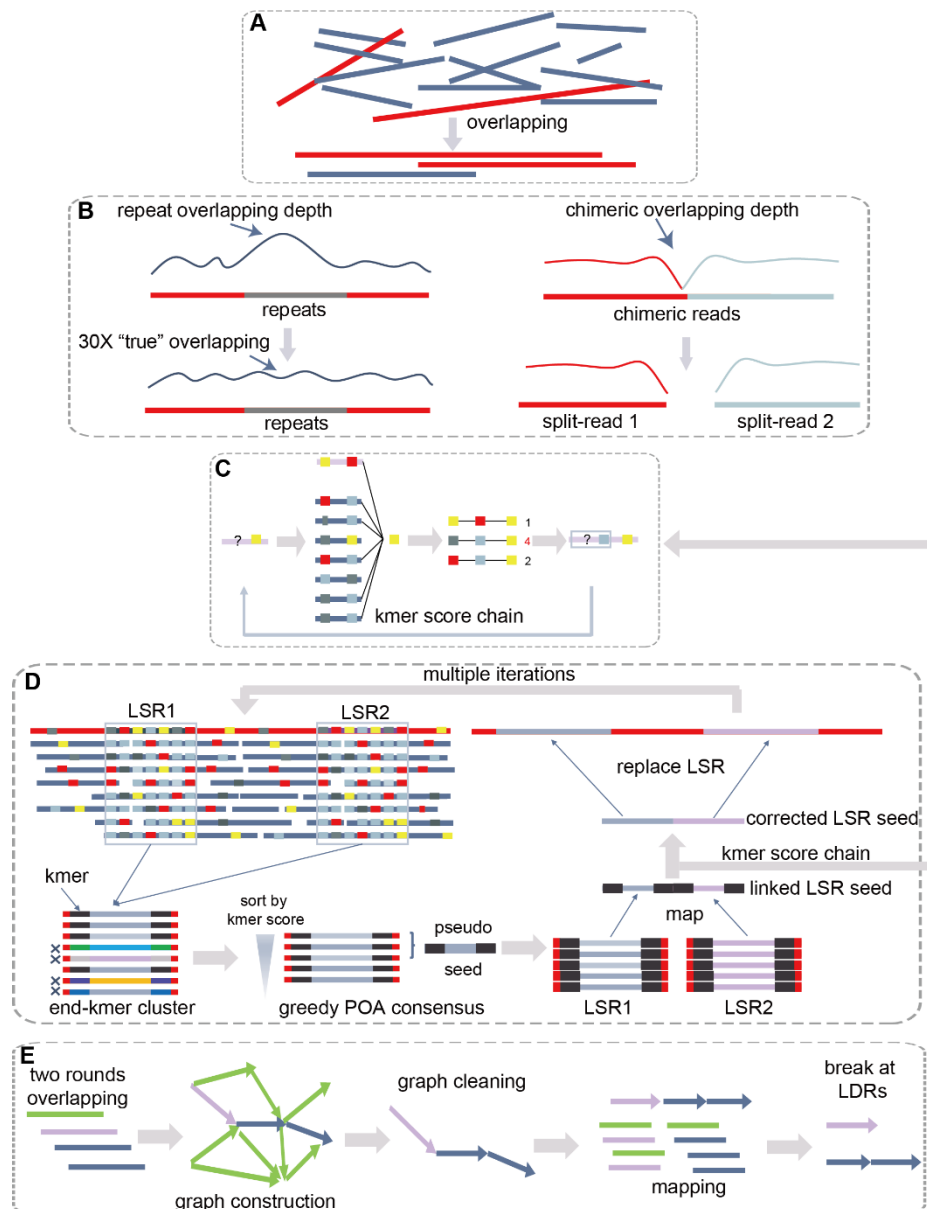 A
overlapping
B
repeat overlapping depth
chimeric overlapping depth
repeats
chimeric reads
30X “true” overlapping
repeats
split-read 1
split-read 2
C
?
1
4
2
?
kmer score chain
D
multiple iterations
LSR1
LSR2
replace LSR
corrected LSR seed
kmer score chain
linked LSR seed
map
kmer
sort by
kmer score
pseudo
seed
end-kmer cluster
greedy POA consensus
LSR1
LSR2
E
two rounds
overlapping
graph construction
graph cleaning
mapping
break at
LDRs